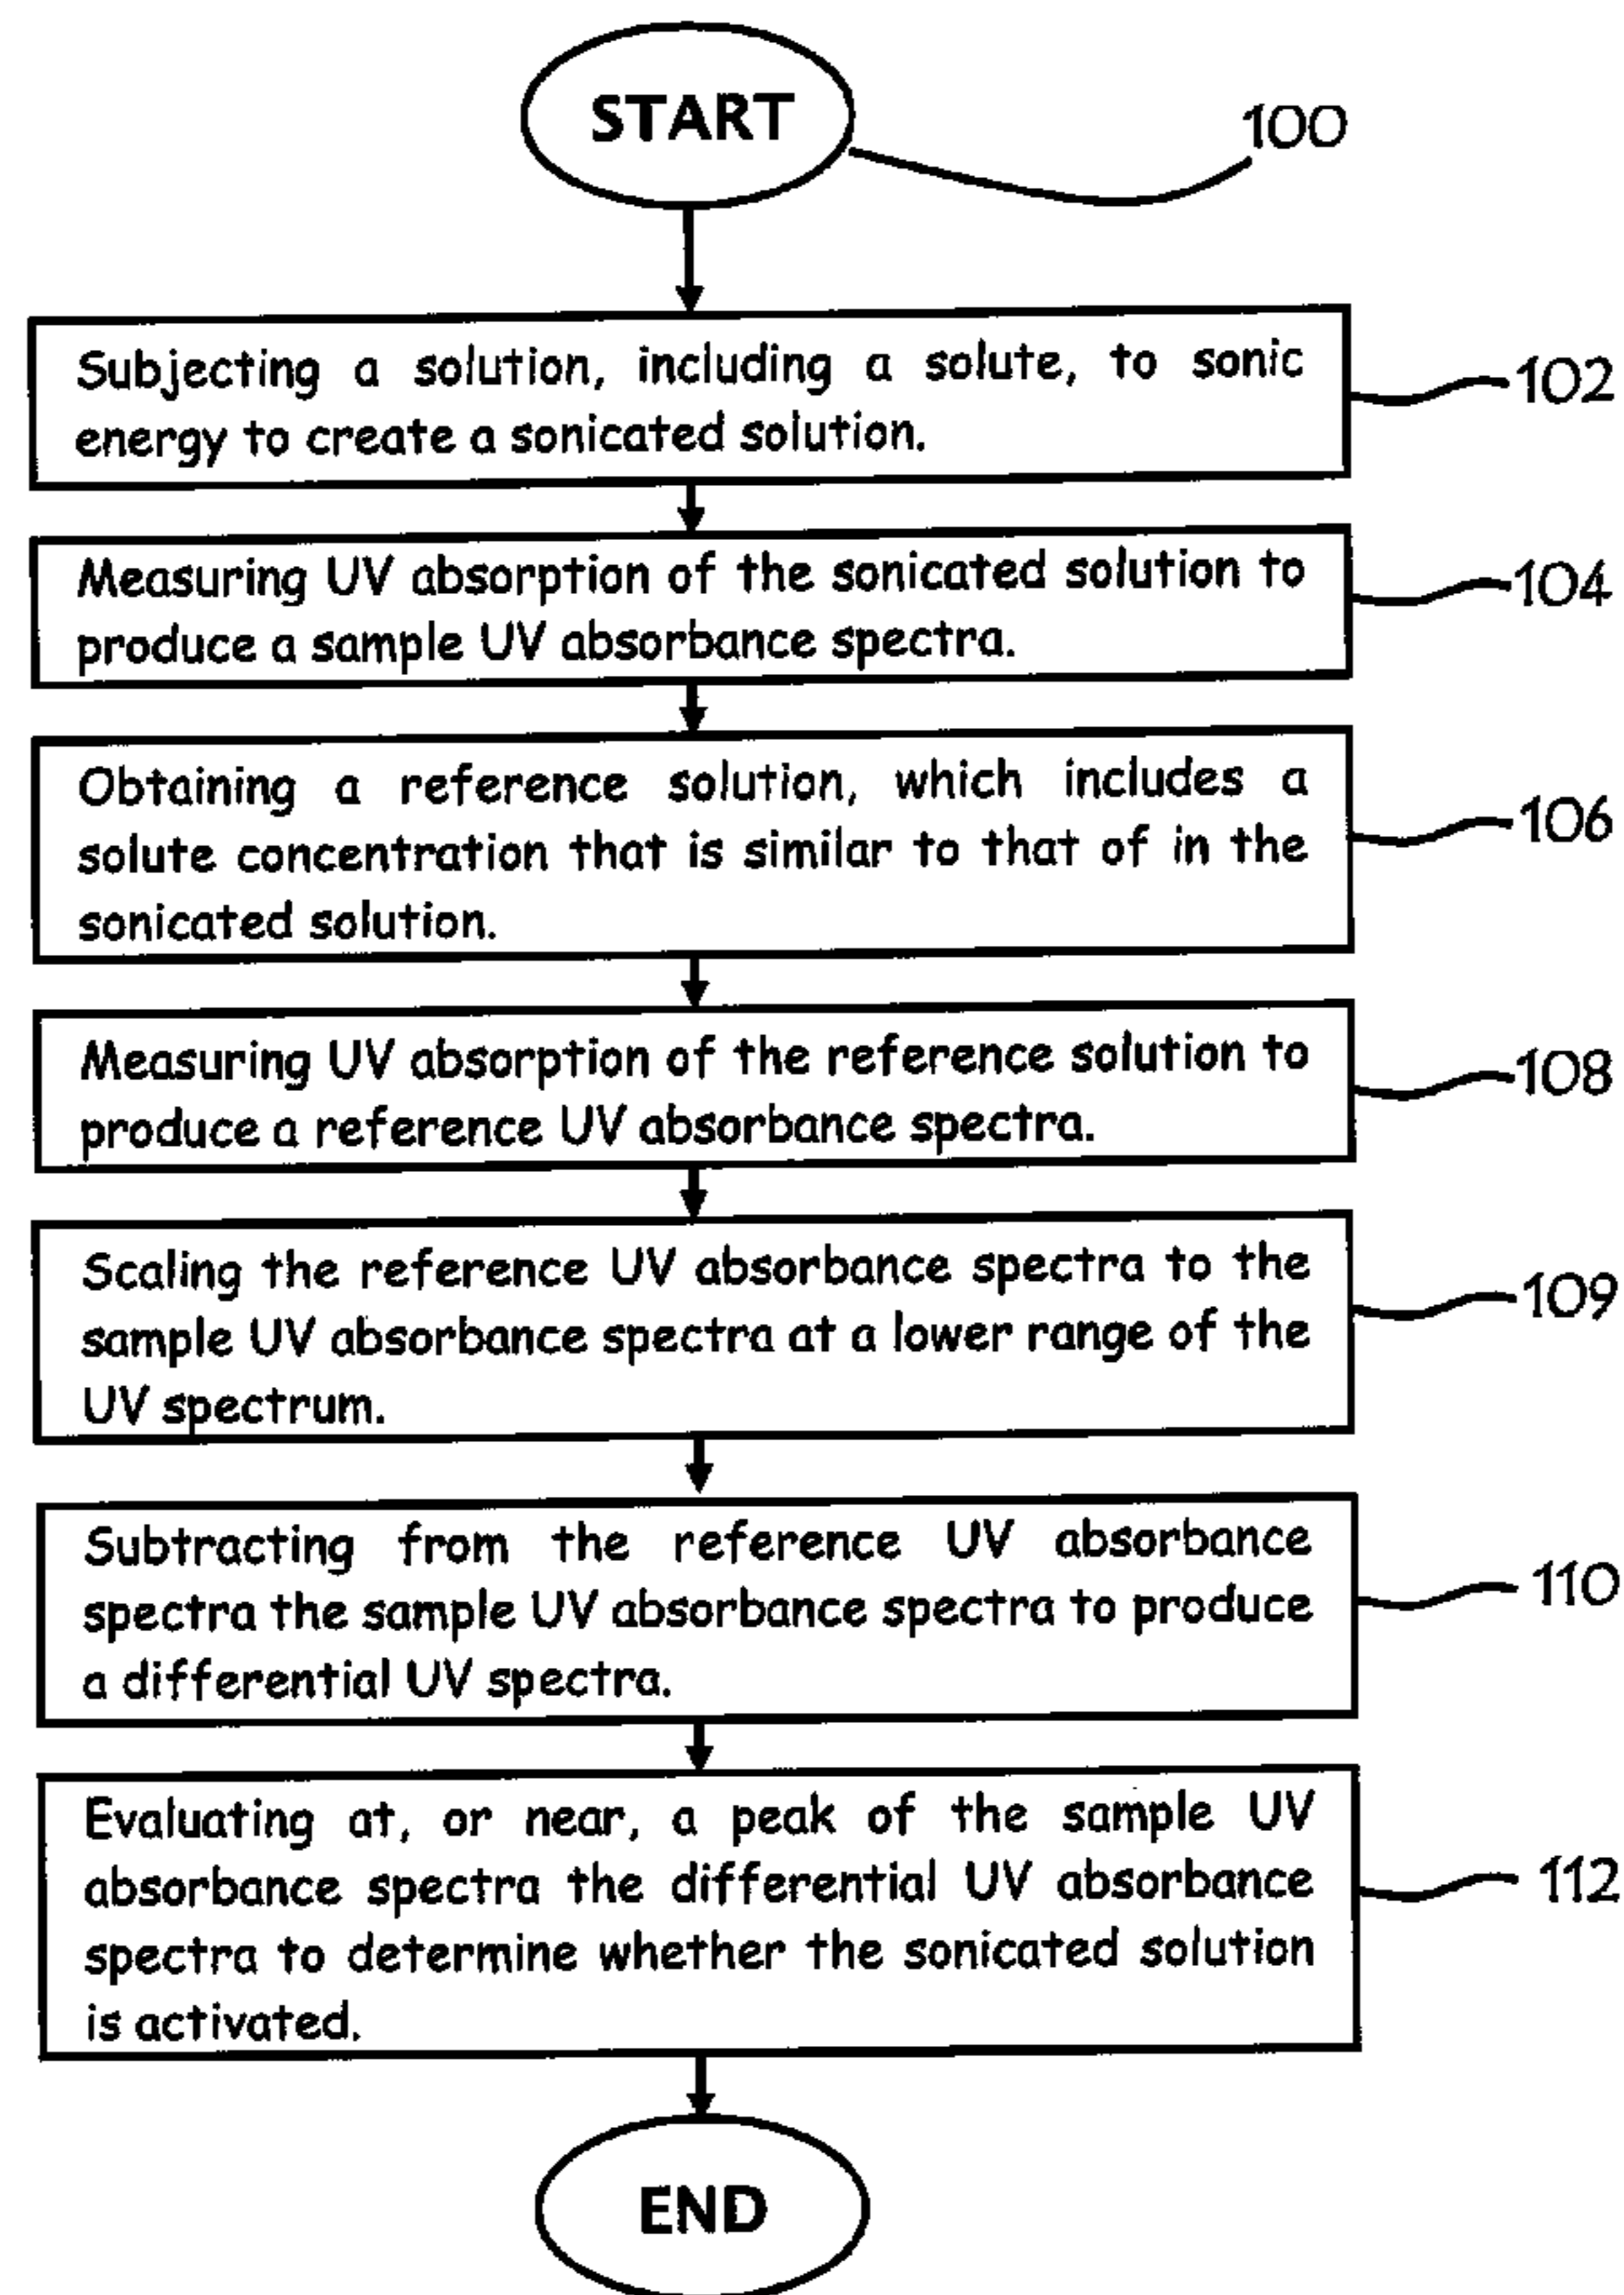 START
100
Subjecting a solution, including a solute, to sonic
energy to create a sonicated solution.
102
Measuring UV absorption of the sonicated solution to
produce a sample UV absorbance spectra.
104
Obtaining a reference solution, which includes a
solute concentration that is similar to that of in the
sonicated solution.
106
Measuring UV absorption of the reference solution to
produce a reference UV absorbance spectra.
108
Scaling the reference UV absorbance spectra to the
sample UV absorbance spectra at a lower range of the
UV spectrum.
109
Subtracting from the reference UV absorbance
spectra the sample UV absorbance spectra to produce
a differential UV spectra.
110
Evaluating at, or near, a peak of the sample UV
absorbance spectra the differential UV absorbance
spectra to determine whether the sonicated solution
is activated.
112
END